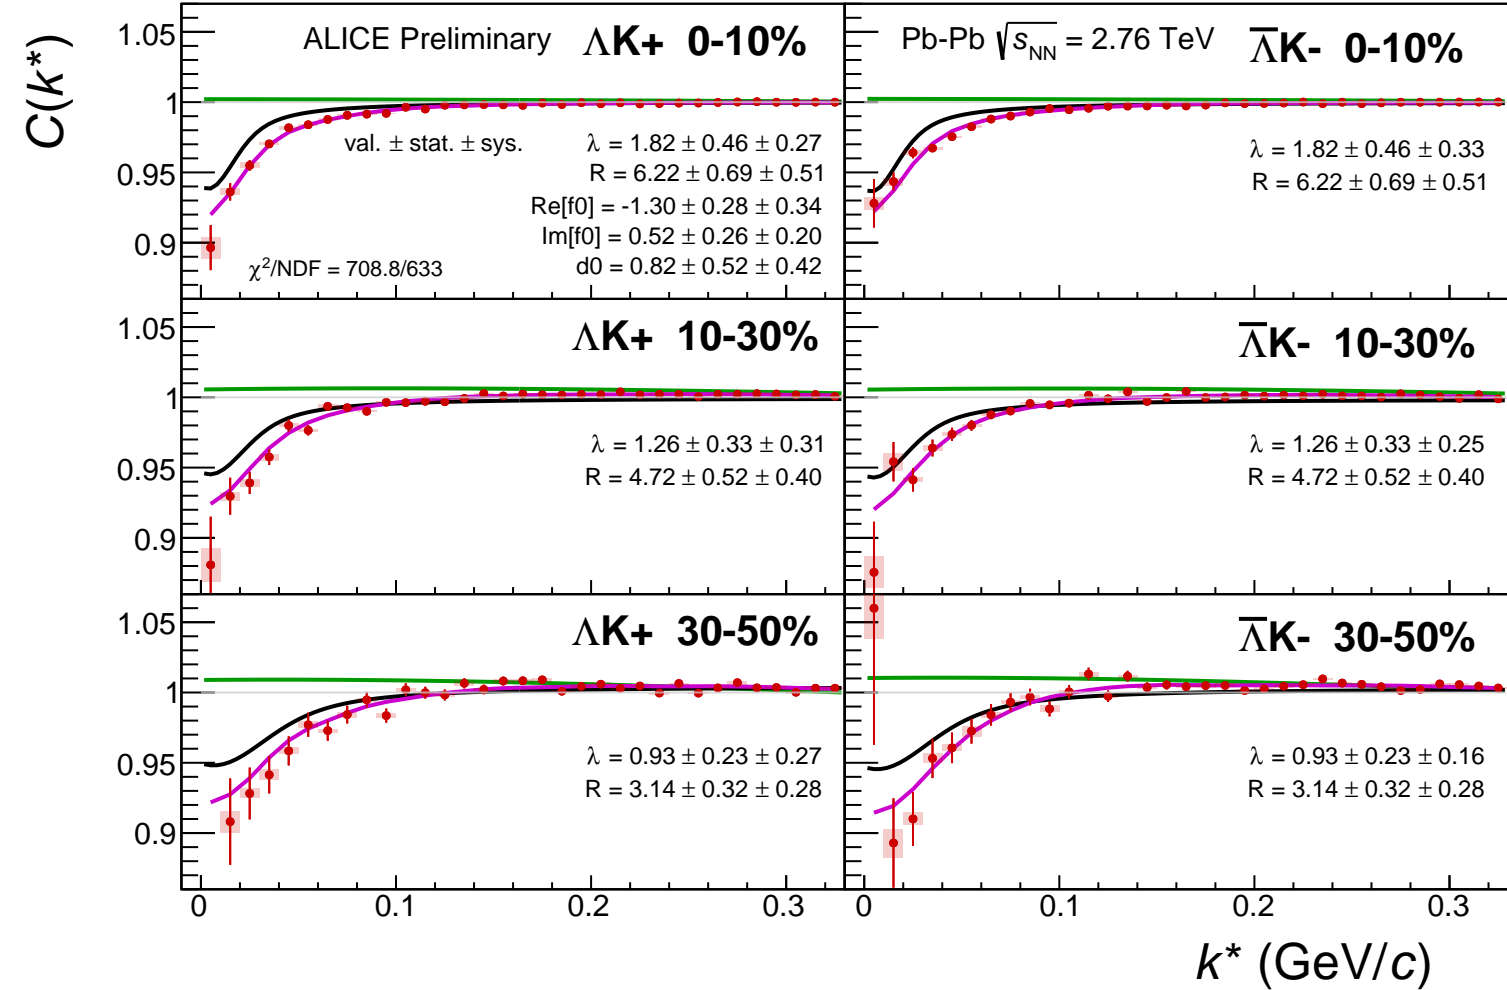 C(k*)
ALICE Preliminary ΛK+ 0-10%
val. ± stat. ± sys.
λ = 1.82 ± 0.46 ± 0.27
R = 6.22 ± 0.69 ± 0.51
Re[f0] = -1.30 ± 0.28 ± 0.34
Im[f0] = 0.52 ± 0.26 ± 0.20
d0 = 0.82 ± 0.52 ± 0.42
χ²/NDF = 708.8/633
1.05
1
0.95
0.9
Pb-Pb √s_NN = 2.76 TeV Λ̅K- 0-10%
λ = 1.82 ± 0.46 ± 0.33
R = 6.22 ± 0.69 ± 0.51
ΛK+ 10-30%
λ = 1.26 ± 0.33 ± 0.31
R = 4.72 ± 0.52 ± 0.40
1.05
1
0.95
0.9
Λ̅K- 10-30%
λ = 1.26 ± 0.33 ± 0.25
R = 4.72 ± 0.52 ± 0.40
ΛK+ 30-50%
λ = 0.93 ± 0.23 ± 0.27
R = 3.14 ± 0.32 ± 0.28
1.05
1
0.95
0.9
Λ̅K- 30-50%
λ = 0.93 ± 0.23 ± 0.16
R = 3.14 ± 0.32 ± 0.28
0 0.1 0.2 0.3
0 0.1 0.2 0.3
k* (GeV/c)